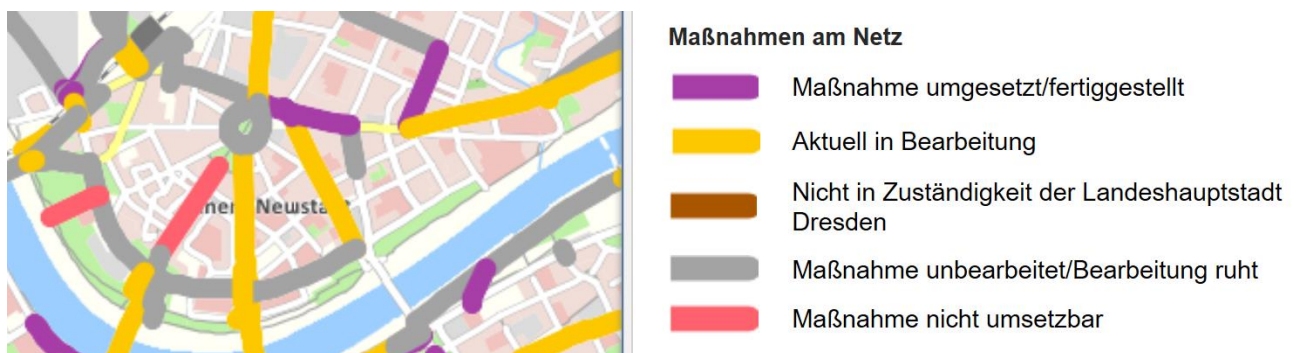 Maßnahmen am Netz
Maßnahme umgesetzt/fertiggestellt
Aktuell in Bearbeitung
Nicht in Zuständigkeit der Landeshauptstadt
Dresden
Maßnahme unbearbeitet/Bearbeitung ruht
Maßnahme nicht umsetzbar